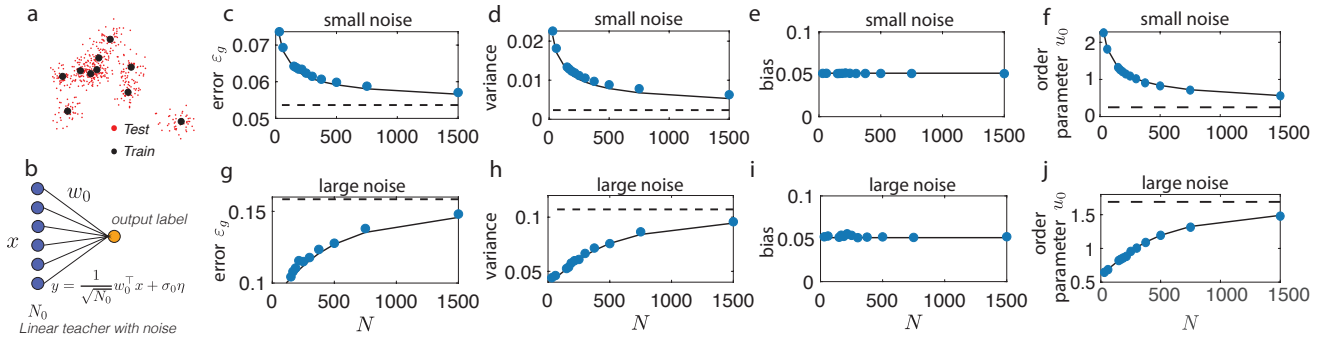 a
Test
Train
b
w_0
output label
x
y = \frac{1}{\sqrt{N_0}} w_0^\top x + σ_0 η
N_0
Linear teacher with noise
c
small noise
error ε_g
0.07
0.06
0.05
0 500 1000 1500
d
small noise
variance
0.02
0.01
0
0 500 1000 1500
e
small noise
bias
0.1
0.05
0
0 500 1000 1500
f
small noise
order
parameter u_0
2
1
0
0 500 1000 1500
g
large noise
error ε_g
0.15
0.1
0 500 1000 1500
N
h
large noise
variance
0.1
0.05
0 500 1000 1500
N
i
large noise
bias
0.1
0.05
0
0 500 1000 1500
N
j
large noise
order
parameter u_0
1.5
1
0.5
0 500 1000 1500
N